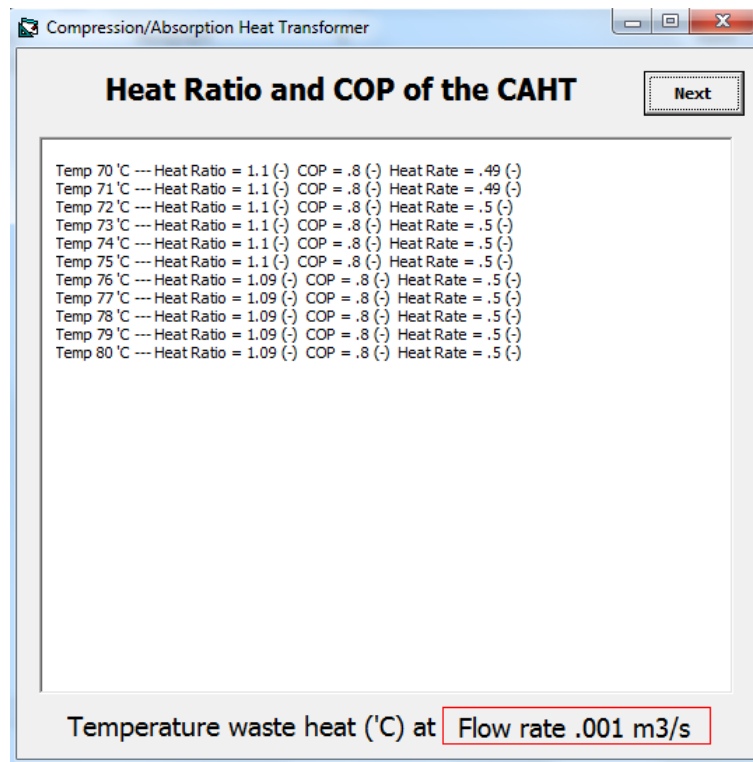 Compression/Absorption Heat Transformer
Heat Ratio and COP of the CAHT
Next
Temp 70 'C --- Heat Ratio = 1.1 (-) COP = .8 (-) Heat Rate = .49 (-)
Temp 71 'C --- Heat Ratio = 1.1 (-) COP = .8 (-) Heat Rate = .49 (-)
Temp 72 'C --- Heat Ratio = 1.1 (-) COP = .8 (-) Heat Rate = .5 (-)
Temp 73 'C --- Heat Ratio = 1.1 (-) COP = .8 (-) Heat Rate = .5 (-)
Temp 74 'C --- Heat Ratio = 1.1 (-) COP = .8 (-) Heat Rate = .5 (-)
Temp 75 'C --- Heat Ratio = 1.1 (-) COP = .8 (-) Heat Rate = .5 (-)
Temp 76 'C --- Heat Ratio = 1.09 (-) COP = .8 (-) Heat Rate = .5 (-)
Temp 77 'C --- Heat Ratio = 1.09 (-) COP = .8 (-) Heat Rate = .5 (-)
Temp 78 'C --- Heat Ratio = 1.09 (-) COP = .8 (-) Heat Rate = .5 (-)
Temp 79 'C --- Heat Ratio = 1.09 (-) COP = .8 (-) Heat Rate = .5 (-)
Temp 80 'C --- Heat Ratio = 1.09 (-) COP = .8 (-) Heat Rate = .5 (-)
Temperature waste heat ('C) at Flow rate .001 m3/s